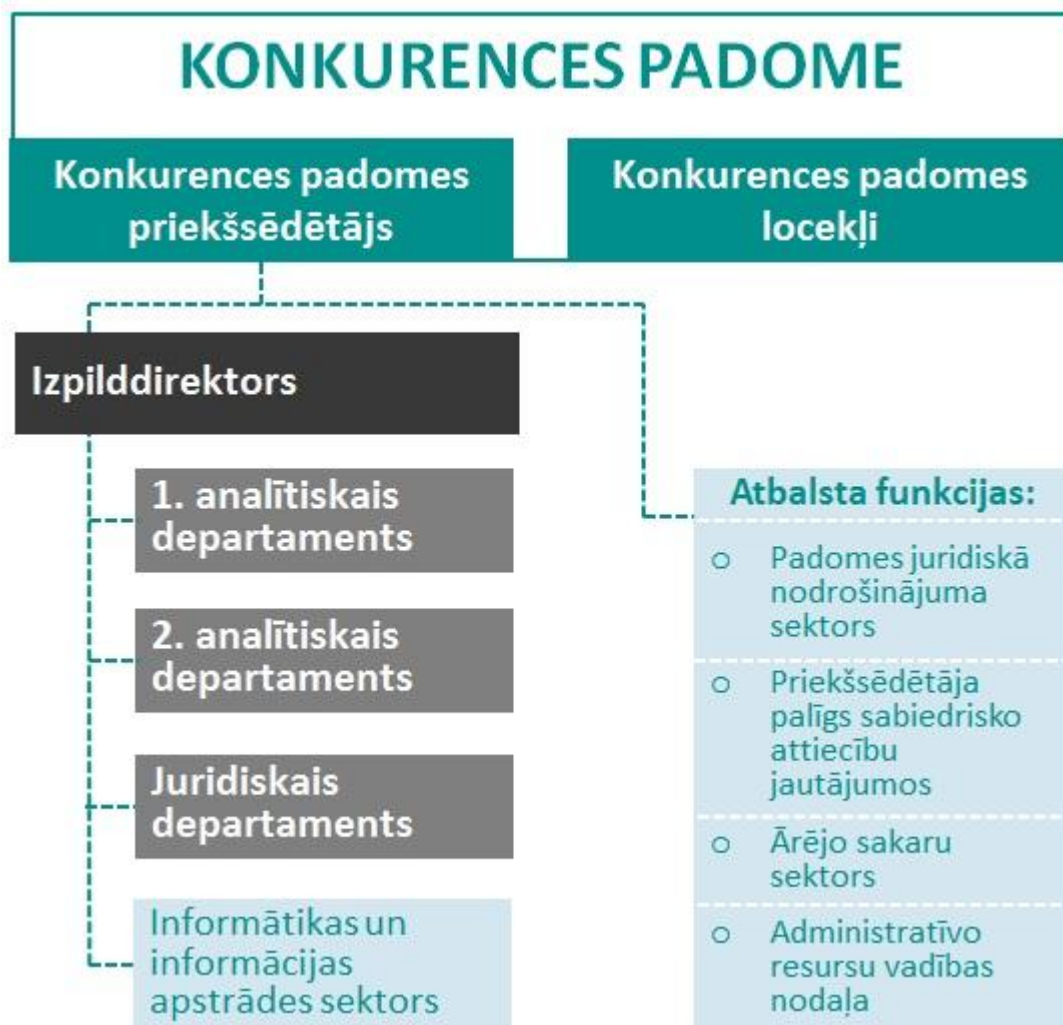 KONKURENCES PADOME
Konkurences padomes
priekšsēdētājs
Konkurences padomes
locekļi
Izpilddirektors
1. analītiskais
departaments
2. analītiskais
departaments
Juridiskais
departaments
Informātikas un
informācijas
apstrādes sektors
Atbalsta funkcijas:
o Padomes juridiskā
nodrošinājuma
sektors
o Priekšsēdētāja
palīgs sabiedrisko
attiecību
jautājumos
o Ārējo sakaru
sektors
o Administratīvo
resursu vadības
nodaļa